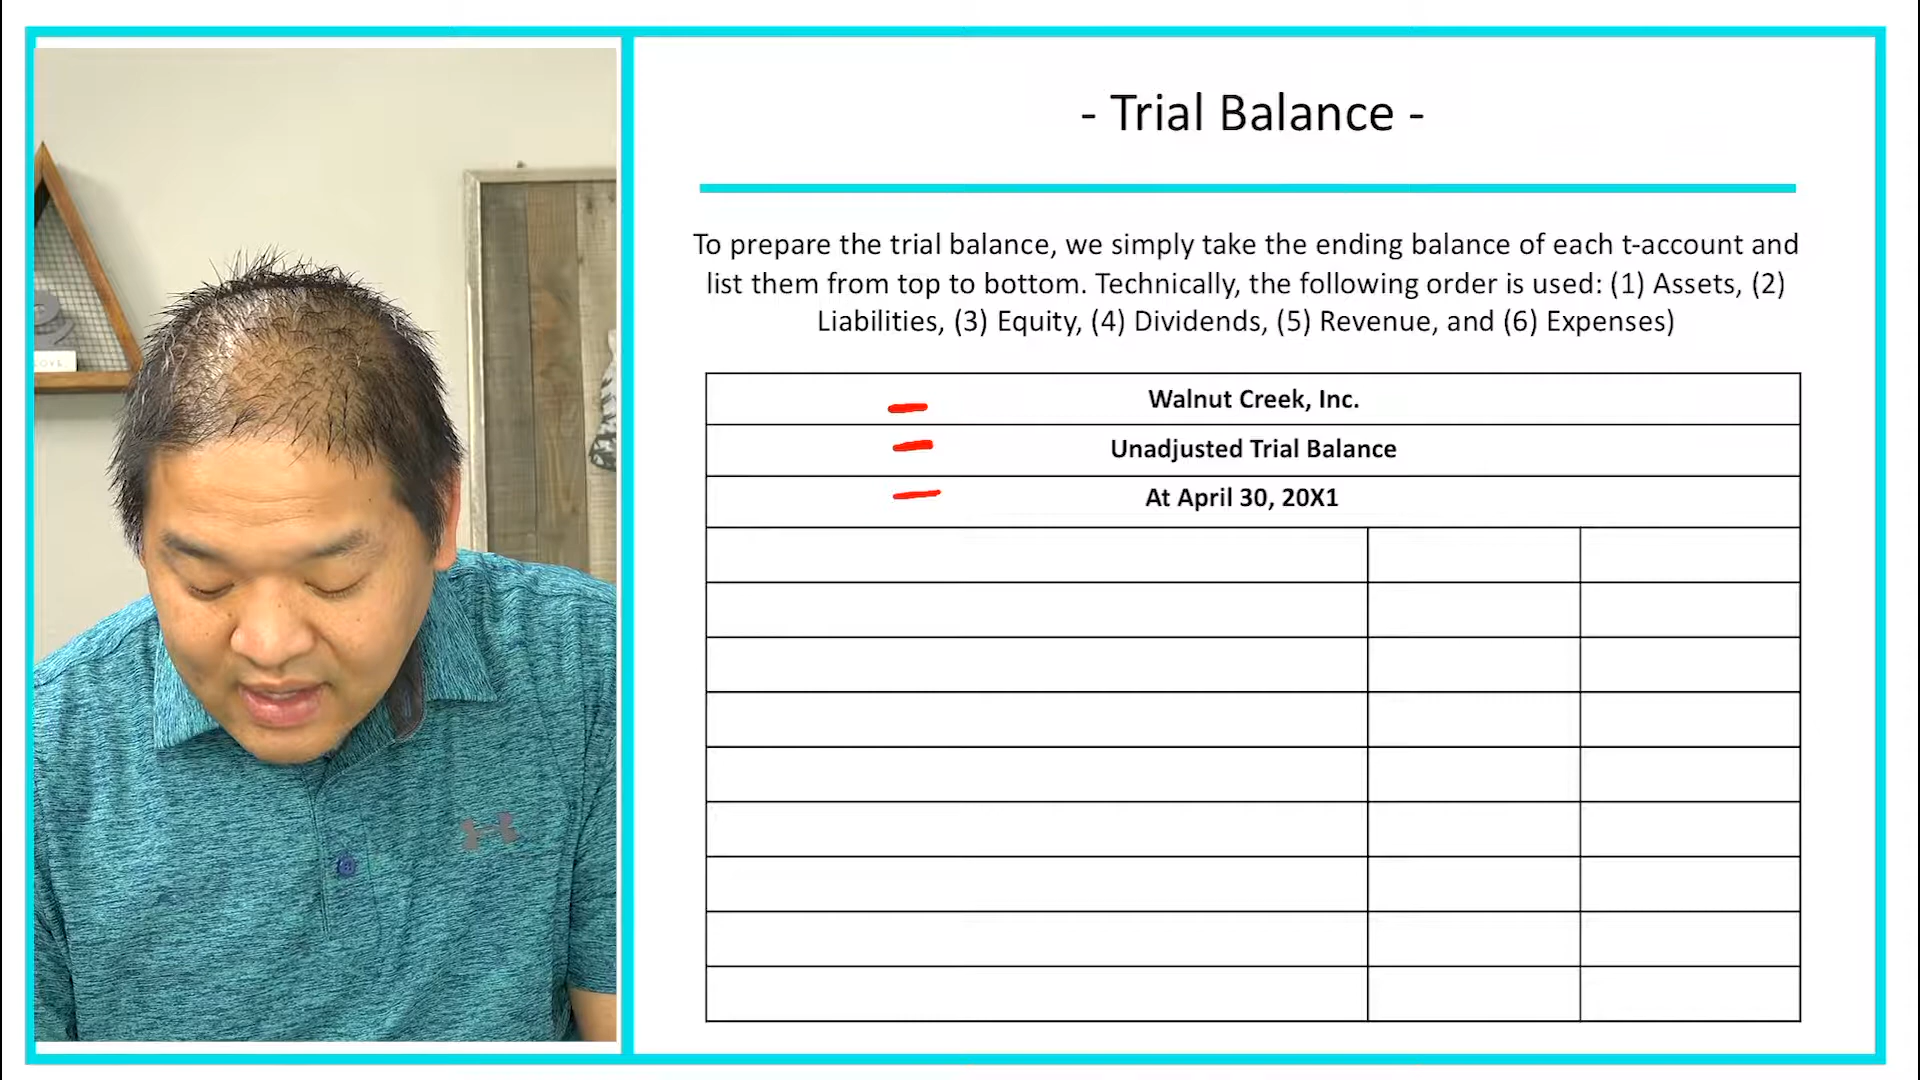 - Trial Balance -
To prepare the trial balance, we simply take the ending balance of each t-account and
list them from top to bottom. Technically, the following order is used: (1) Assets, (2)
Liabilities, (3) Equity, (4) Dividends, (5) Revenue, and (6) Expenses)
Walnut Creek, Inc.
Unadjusted Trial Balance
At April 30, 20X1